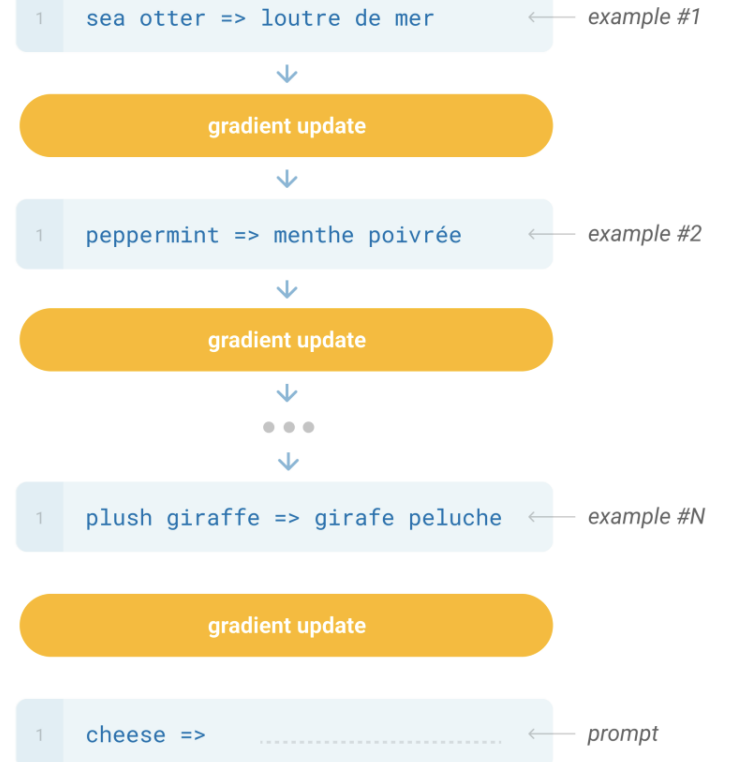 1 sea otter => loutre de mer example #1
gradient update
1 peppermint => menthe poivrée example #2
gradient update
1 plush giraffe => girafe peluche example #N
gradient update
1 cheese => prompt